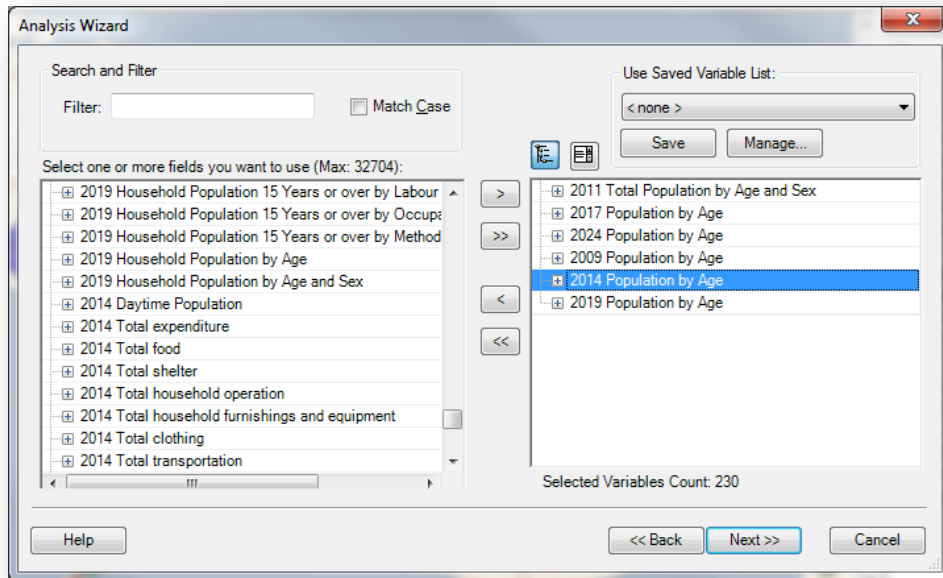 Analysis Wizard
Search and Filter
Filter:
Match Case
Use Saved Variable List:
< none >
Save
Manage...
Select one or more fields you want to use (Max: 32704):
2019 Household Population 15 Years or over by Labour
2019 Household Population 15 Years or over by Occupa
2019 Household Population 15 Years or over by Method
2019 Household Population by Age
2019 Household Population by Age and Sex
2014 Daytime Population
2014 Total expenditure
2014 Total food
2014 Total shelter
2014 Total household operation
2014 Total household furnishings and equipment
2014 Total clothing
2014 Total transportation
>
>>
<
<<
2011 Total Population by Age and Sex
2017 Population by Age
2024 Population by Age
2009 Population by Age
2014 Population by Age
2019 Population by Age
Selected Variables Count: 230
Help
<< Back
Next >>
Cancel